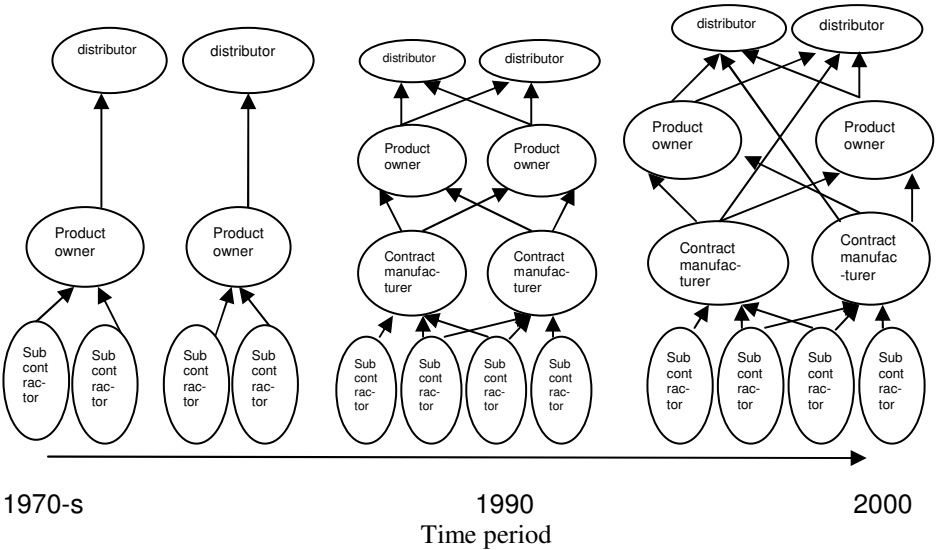 distributor
distributor
Product
owner
Product
owner
Sub
cont
rac-
tor
Sub
cont
rac-
tor
Sub
cont
rac-
tor
Sub
cont
rac-
tor
distributor
distributor
Product
owner
Product
owner
Contract
manufac-
turer
Contract
manufac-
turer
Sub
cont
rac-
tor
Sub
cont
rac-
tor
Sub
cont
rac-
tor
Sub
cont
rac-
tor
distributor
distributor
Product
owner
Product
owner
Contract
manufac-
turer
Contract
manufac
-turer
Sub
cont
rac-
tor
Sub
cont
rac-
tor
Sub
cont
rac-
tor
Sub
cont
rac-
tor
1970-s
1990
2000
Time period